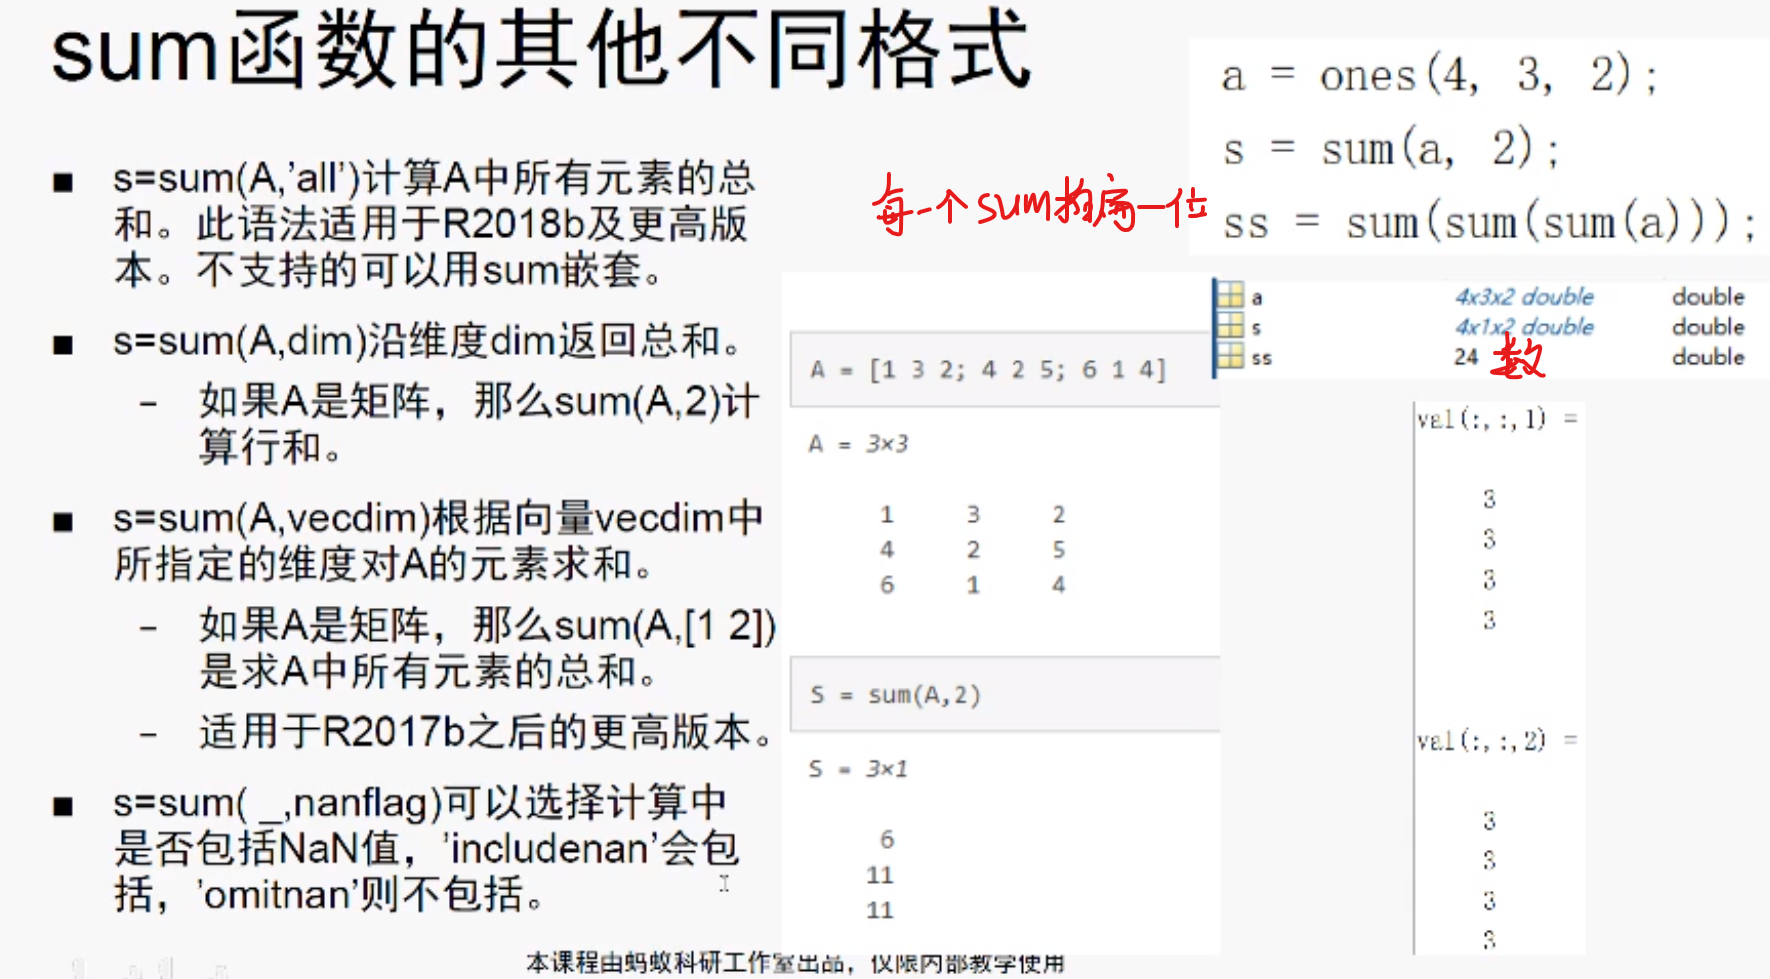 sum函数的其他不同格式
■ s=sum(A,’all’)计算A中所有元素的总
和。此语法适用于R2018b及更高版
本。不支持的可以用sum嵌套。
■ s=sum(A,dim)沿维度dim返回总和。
– 如果A是矩阵，那么sum(A,2)计
算行和。
■ s=sum(A,vecdim)根据向量vecdim中
所指定的维度对A的元素求和。
– 如果A是矩阵，那么sum(A,[1 2])
是求A中所有元素的总和。
– 适用于R2017b之后的更高版本。
■ s=sum( _,nanflag)可以选择计算中
是否包括NaN值，’includenan’会包
括，’omitnan’则不包括。
A = [1 3 2; 4 2 5; 6 1 4]
A = 3×3
1 3 2
4 2 5
6 1 4
S = sum(A,2)
S = 3×1
6
11
11
a = ones(4, 3, 2);
s = sum(a, 2);
ss = sum(sum(sum(a)));
每一个sum 一位
a 4x3x2 double double
s 4x1x2 double double
ss 24 数 double
val(:,:,1) =
3
3
3
3
val(:,:,2) =
3
3
3
3
本课程由蚂蚁科研工作室出品，仅限内部教学使用